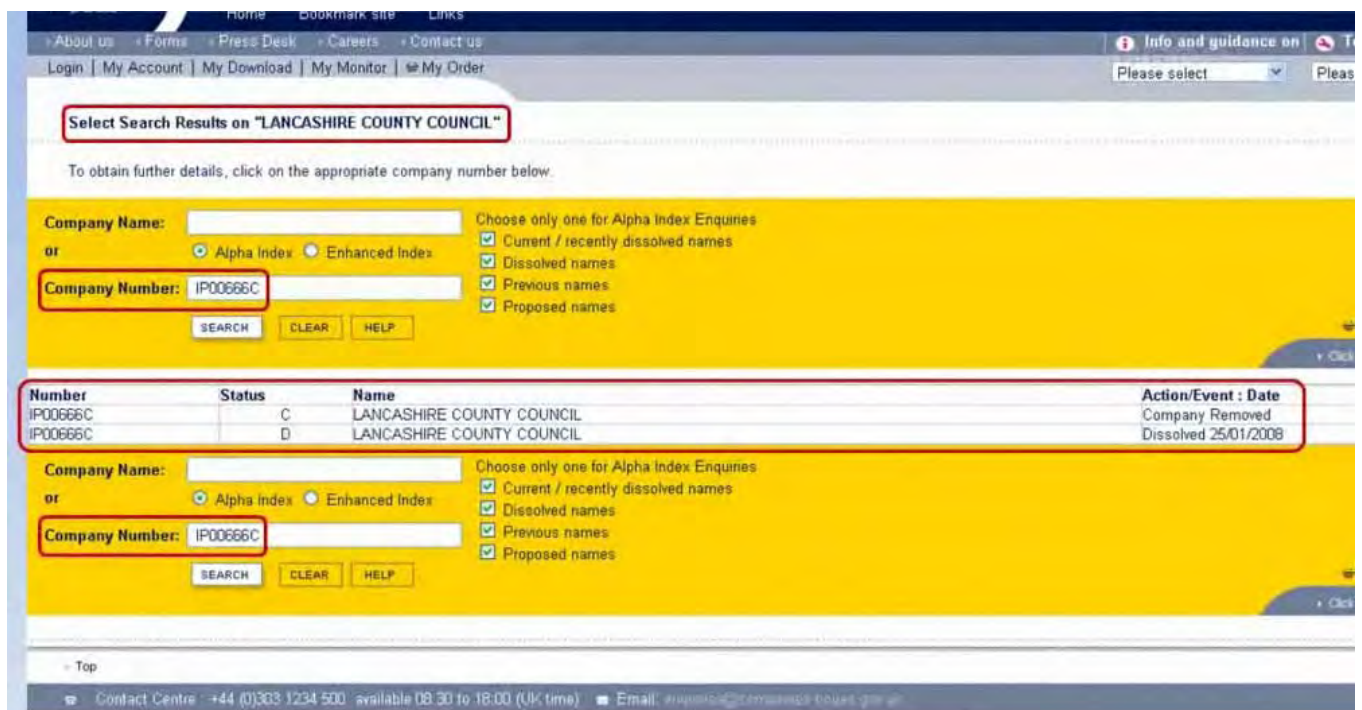 Home Bookmark site Links
About us Forms Press Desk Careers Contact us Info and guidance on
Login | My Account | My Download | My Monitor | My Order Please select
Select Search Results on "LANCASHIRE COUNTY COUNCIL"
To obtain further details, click on the appropriate company number below.
Company Name: Choose only one for Alpha Index Enquiries
or Alpha Index Enhanced Index Current / recently dissolved names
Dissolved names
Company Number: IP00666C Previous names
Proposed names
SEARCH CLEAR HELP
Click
Number Status Name Action/Event : Date
IP00666C C LANCASHIRE COUNTY COUNCIL Company Removed
IP00666C D LANCASHIRE COUNTY COUNCIL Dissolved 25/01/2008
Company Name: Choose only one for Alpha Index Enquiries
or Alpha Index Enhanced Index Current / recently dissolved names
Dissolved names
Company Number: IP00666C Previous names
Proposed names
SEARCH CLEAR HELP
Click
Top
Contact Centre +44 (0)303 1234 500 available 08:30 to 18:00 (UK time) Email: